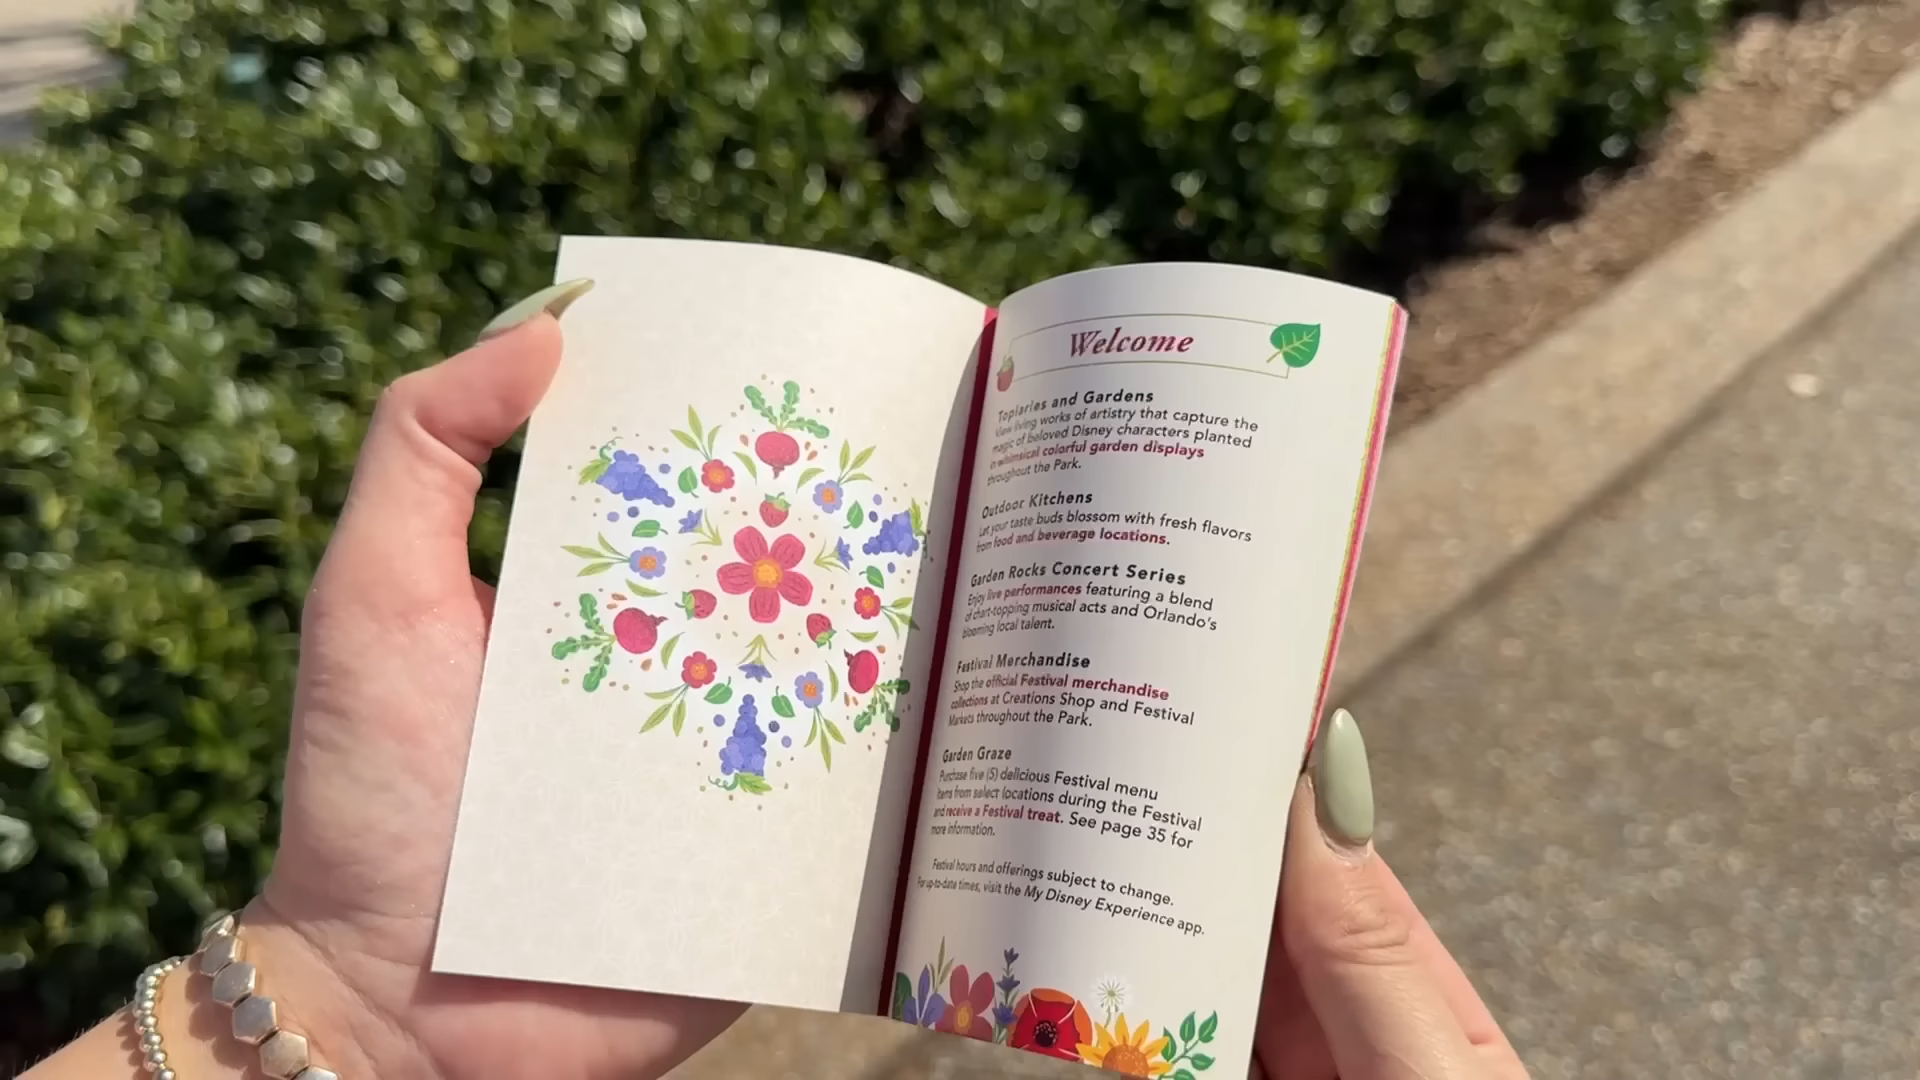 Welcome
Topiaries and Gardens
View living works of artistry that capture the
magic of beloved Disney characters planted
in whimsical colorful garden displays
throughout the Park.
Outdoor Kitchens
Let your taste buds blossom with fresh flavors
from food and beverage locations.
Garden Rocks Concert Series
Enjoy live performances featuring a blend
of chart-topping musical acts and Orlando's
blooming local talent.
Festival Merchandise
Shop the official Festival merchandise
collections at Creations Shop and Festival
Markets throughout the Park.
Garden Graze
Purchase five (5) delicious Festival menu
items from select locations during the Festival
and receive a Festival treat. See page 35 for
more information.
Festival hours and offerings subject to change.
For up-to-date times, visit the My Disney Experience app.